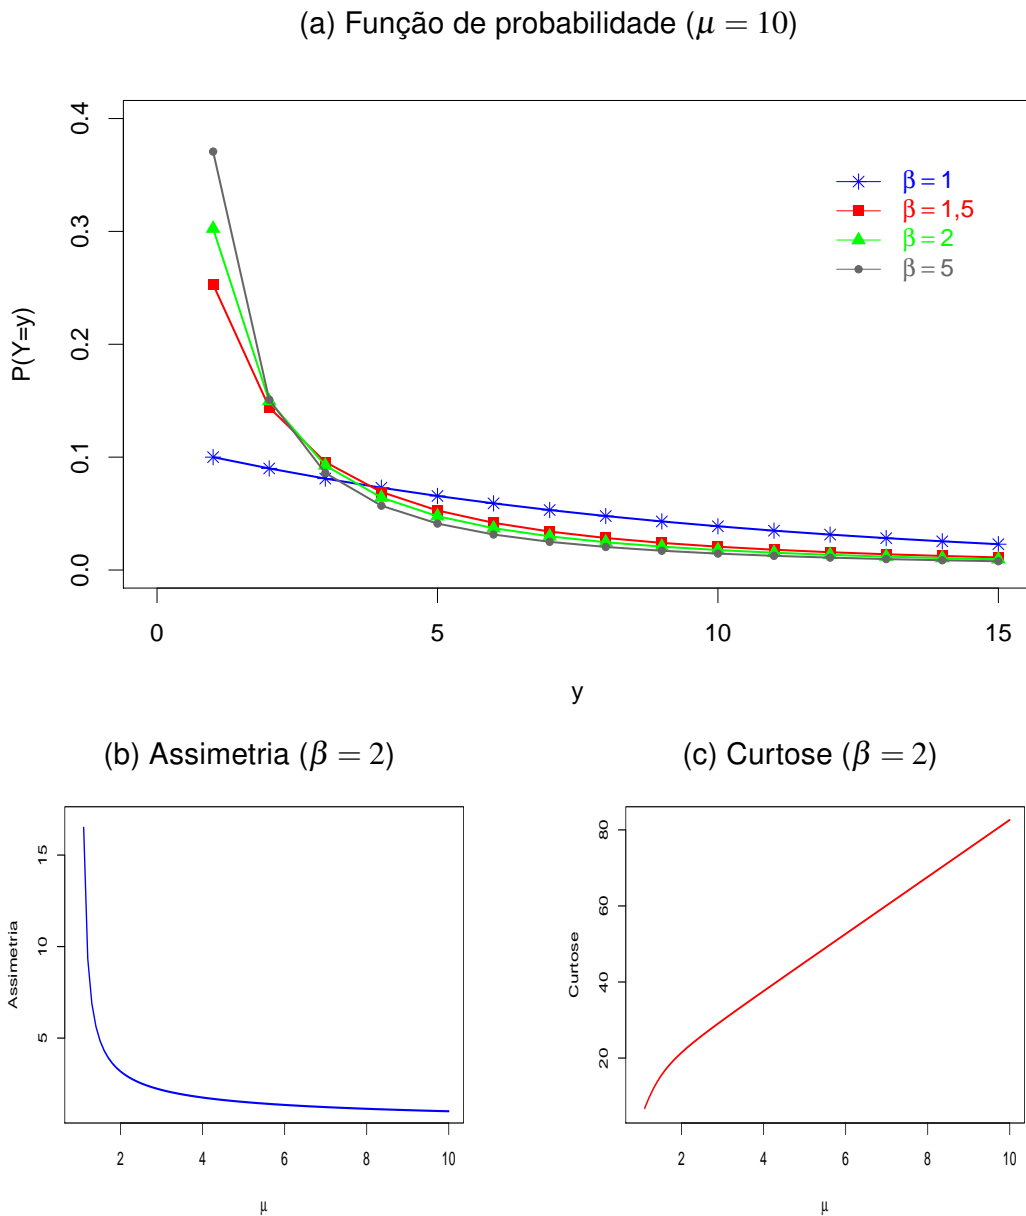 (a) Função de probabilidade (μ = 10)
0.4
0.3
0.2
0.1
0.0
P(Y=y)
β = 1
β = 1,5
β = 2
β = 5
0 5 10 15
y
(b) Assimetria (β = 2)
15
10
5
Assimetria
2 4 6 8 10
μ
(c) Curtose (β = 2)
80
60
40
20
Curtose
2 4 6 8 10
μ